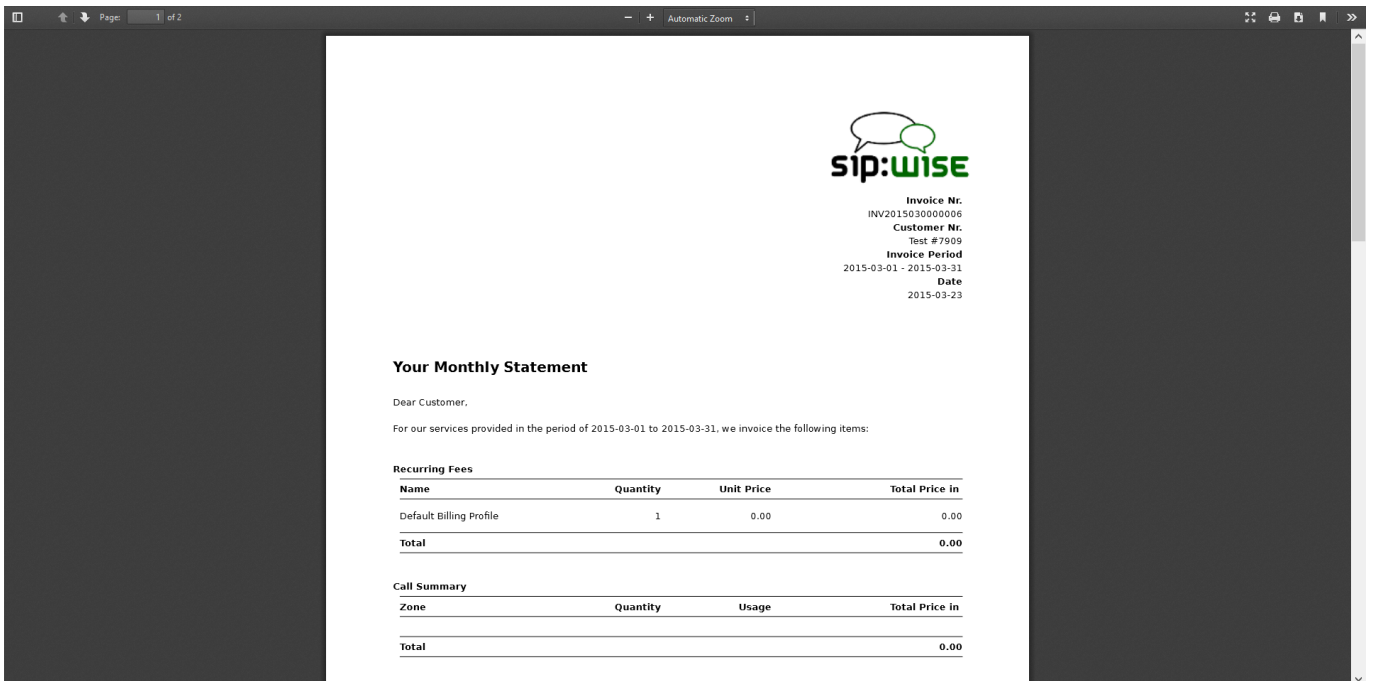 Page: 1 of 2
Automatic Zoom
sip:wise
Invoice Nr.
INV2015030000006
Customer Nr.
Test #7909
Invoice Period
2015-03-01 - 2015-03-31
Date
2015-03-23
Your Monthly Statement
Dear Customer,
For our services provided in the period of 2015-03-01 to 2015-03-31, we invoice the following items:
Recurring Fees
Name Quantity Unit Price Total Price in
Default Billing Profile 1 0.00 0.00
Total 0.00
Call Summary
Zone Quantity Usage Total Price in
Total 0.00